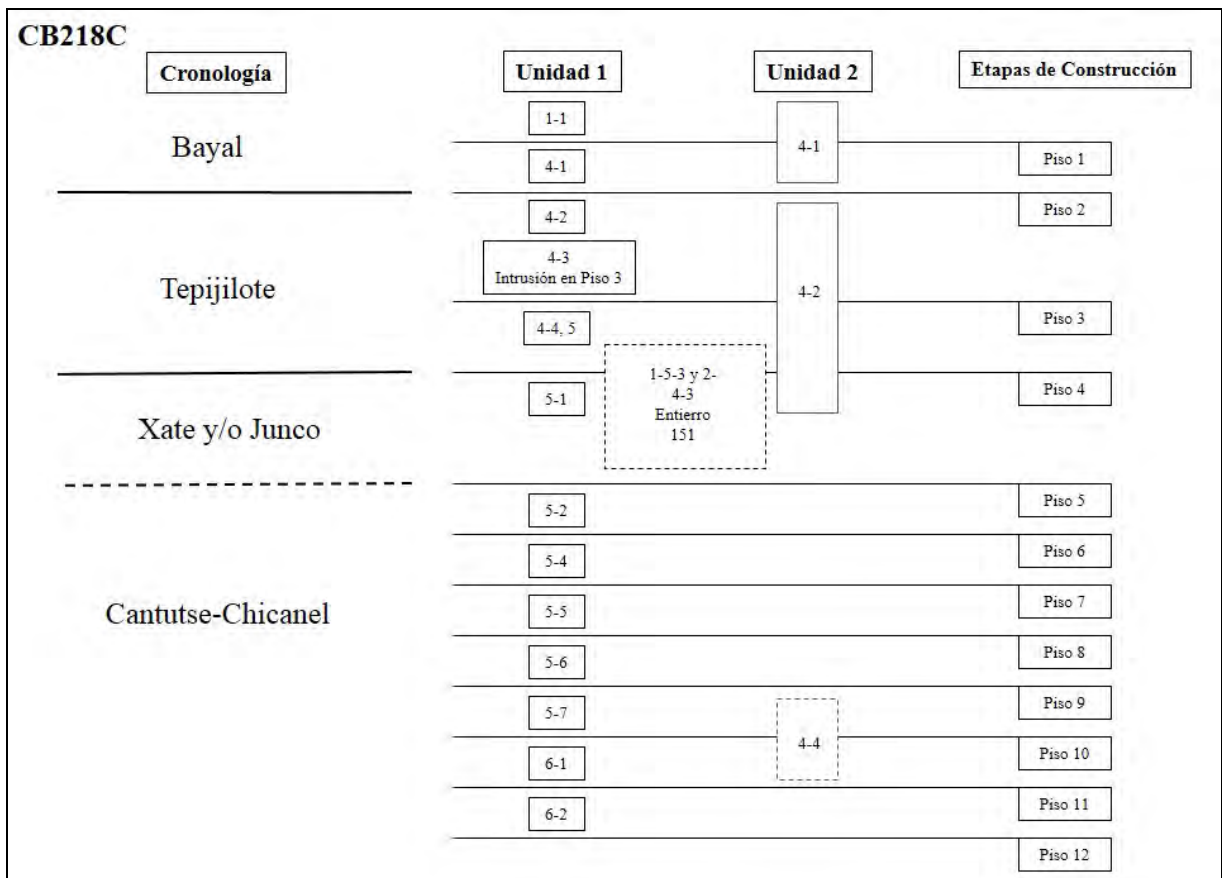 CB218C
Cronología
Unidad 1
Unidad 2
Etapas de Construcción
1-1
Bayal
4-1
4-1
Piso 1
4-2
Piso 2
4-3
Intrusión en Piso 3
Tepijilote
4-2
4-4, 5
Piso 3
1-5-3 y 2-
4-3
Entierro
151
5-1
Piso 4
Xate y/o Junco
5-2
Piso 5
5-4
Piso 6
5-5
Piso 7
Cantutse-Chicanel
5-6
Piso 8
5-7
Piso 9
4-4
6-1
Piso 10
6-2
Piso 11
Piso 12